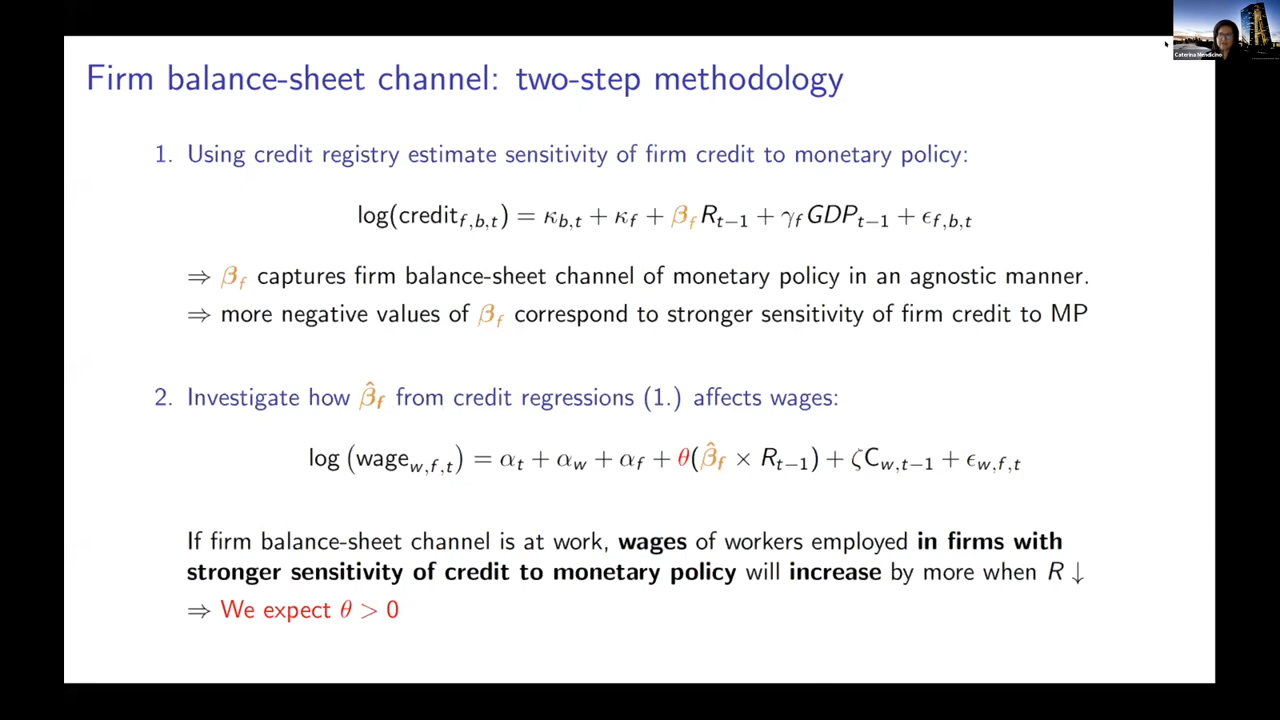 Caterina Mendicino
Firm balance-sheet channel: two-step methodology
1. Using credit registry estimate sensitivity of firm credit to monetary policy:
log(credit_{f,b,t}) = κ_{b,t} + κ_f + β_f R_{t−1} + γ_f GDP_{t−1} + ϵ_{f,b,t}
⇒ β_f captures firm balance-sheet channel of monetary policy in an agnostic manner.
⇒ more negative values of β_f correspond to stronger sensitivity of firm credit to MP
2. Investigate how β̂_f from credit regressions (1.) affects wages:
log (wage_{w,f,t}) = α_t + α_w + α_f + θ(β̂_f × R_{t−1}) + ζC_{w,t−1} + ϵ_{w,f,t}
If firm balance-sheet channel is at work, wages of workers employed in firms with
stronger sensitivity of credit to monetary policy will increase by more when R ↓
⇒ We expect θ > 0